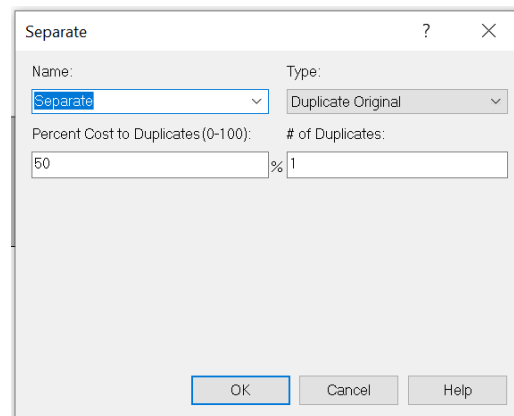 Separate ?
Name: Type:
Separate Duplicate Original
Percent Cost to Duplicates (0-100): # of Duplicates:
50 % 1
OK Cancel Help